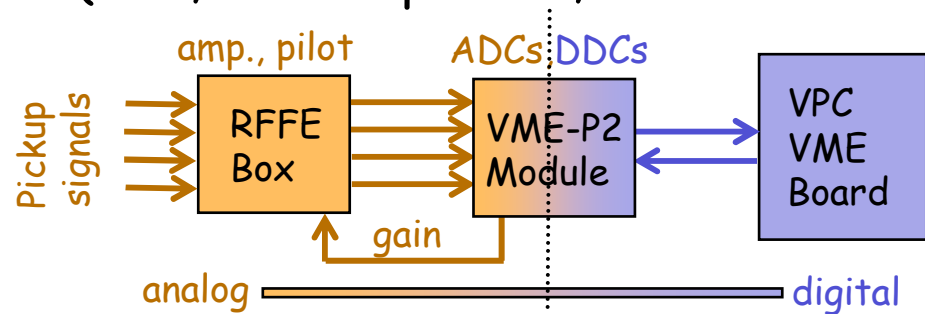 amp., pilot
ADCs, DDCs
Pickup
signals
RFFE
Box
VME-P2
Module
VPC
VME
Board
gain
analog
digital